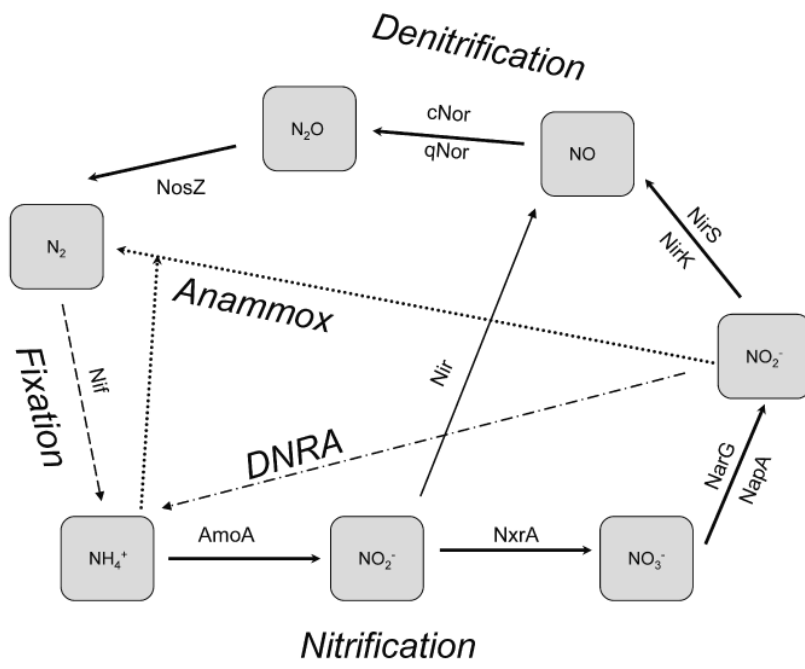 Denitrification
N₂O
cNor
qNor
NO
NosZ
NirS
NirK
N₂
Anammox
Fixation
Nif
Nir
NO₂⁻
DNRA
NarG
NapA
NH₄⁺
AmoA
NO₂⁻
NxrA
NO₃⁻
Nitrification